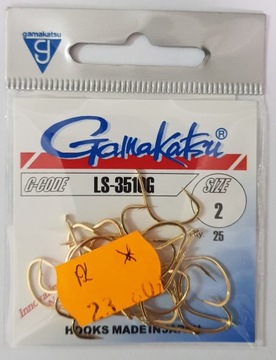 gamakatsu
g
Gamakatsu®
G-CODE LS-3510G SIZE
2
25
HOOKS MADE IN JAPAN